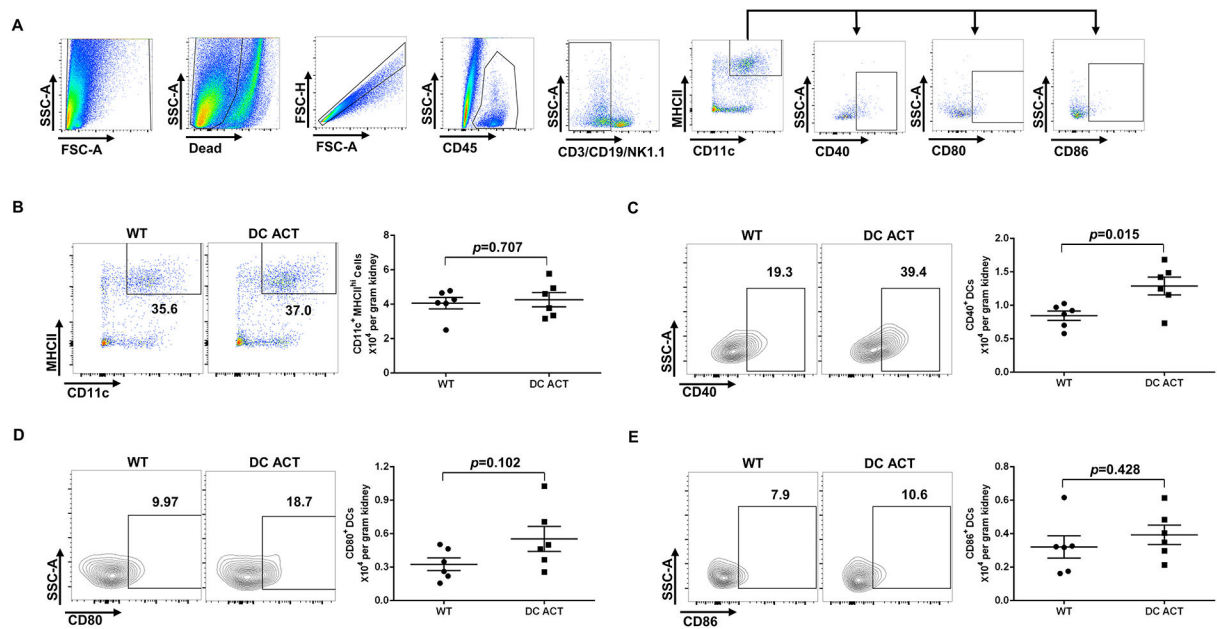 A
SSC-A
FSC-A
SSC-A
Dead
FSC-H
FSC-A
SSC-A
CD45
SSC-A
CD3/CD19/NK1.1
MHCII
CD11c
SSC-A
CD40
SSC-A
CD80
SSC-A
CD86
B
WT
DC ACT
35.6
37.0
MHCII
CD11c
CD11c⁺MHCIIʰⁱ Cells
x10⁴ per gram kidney
8
6
4
2
0
p=0.707
WT
DC ACT
C
WT
DC ACT
19.3
39.4
SSC-A
CD40
CD40⁺ DCs
x10⁴ per gram kidney
2.0
1.5
1.0
0.5
0.0
p=0.015
WT
DC ACT
D
WT
DC ACT
9.97
18.7
SSC-A
CD80
CD80⁺ DCs
x10⁴ per gram kidney
1.2
0.9
0.6
0.3
0.0
p=0.102
WT
DC ACT
E
WT
DC ACT
7.9
10.6
SSC-A
CD86
CD86⁺ DCs
x10⁴ per gram kidney
0.8
0.6
0.4
0.2
0.0
p=0.428
WT
DC ACT